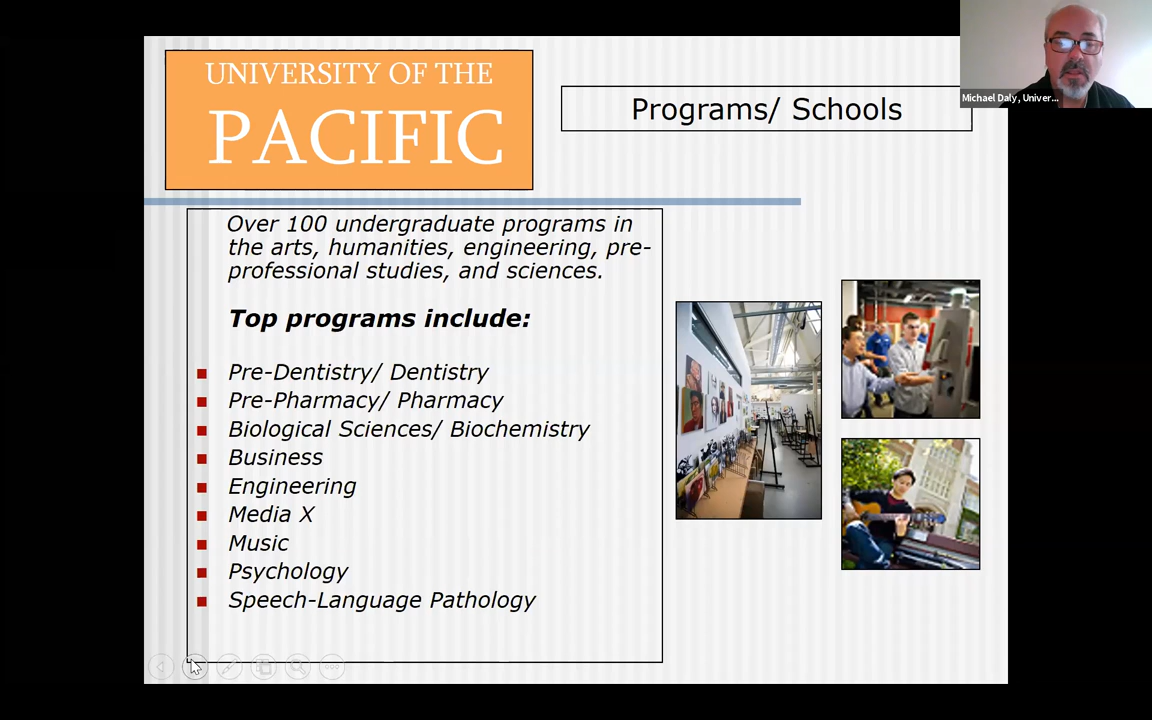 UNIVERSITY OF THE
PACIFIC
Programs/ Schools
Michael Daly, Univer...
Over 100 undergraduate programs in
the arts, humanities, engineering, pre-
professional studies, and sciences.
Top programs include:
Pre-Dentistry/ Dentistry
Pre-Pharmacy/ Pharmacy
Biological Sciences/ Biochemistry
Business
Engineering
Media X
Music
Psychology
Speech-Language Pathology